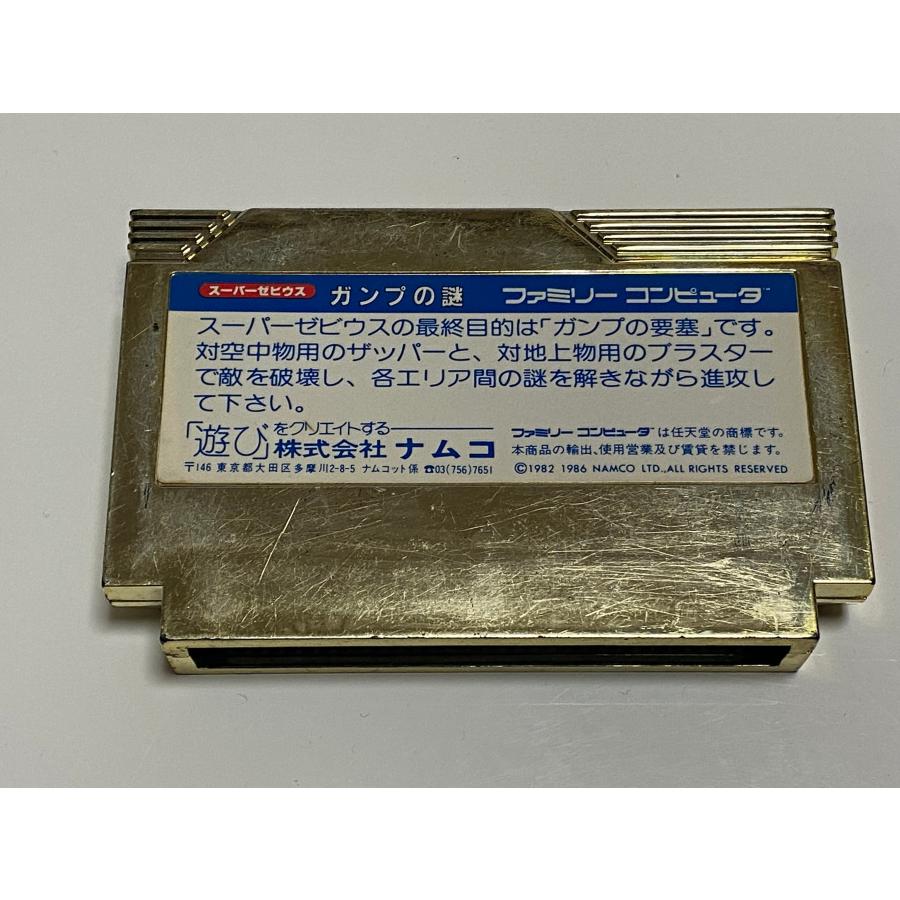 スーパーゼビウス ガンプの謎 ファミリー コンピュータ™
スーパーゼビウスの最終目的は「ガンプの要塞」です。
対空中物用のザッパーと、対地上物用のブラスター
で敵を破壊し、各エリア間の謎を解きながら進攻し
て下さい。
「遊び」をクリエイトする
株式会社 ナムコ
〒146 東京都大田区多摩川2-8-5 ナムコット係 ☎03(756)7651
ファミリー コンピュータ は任天堂の商標です。
本商品の輸出、使用営業及び賃貸を禁じます。
©1982 1986 NAMCO LTD.,ALL RIGHTS RESERVED